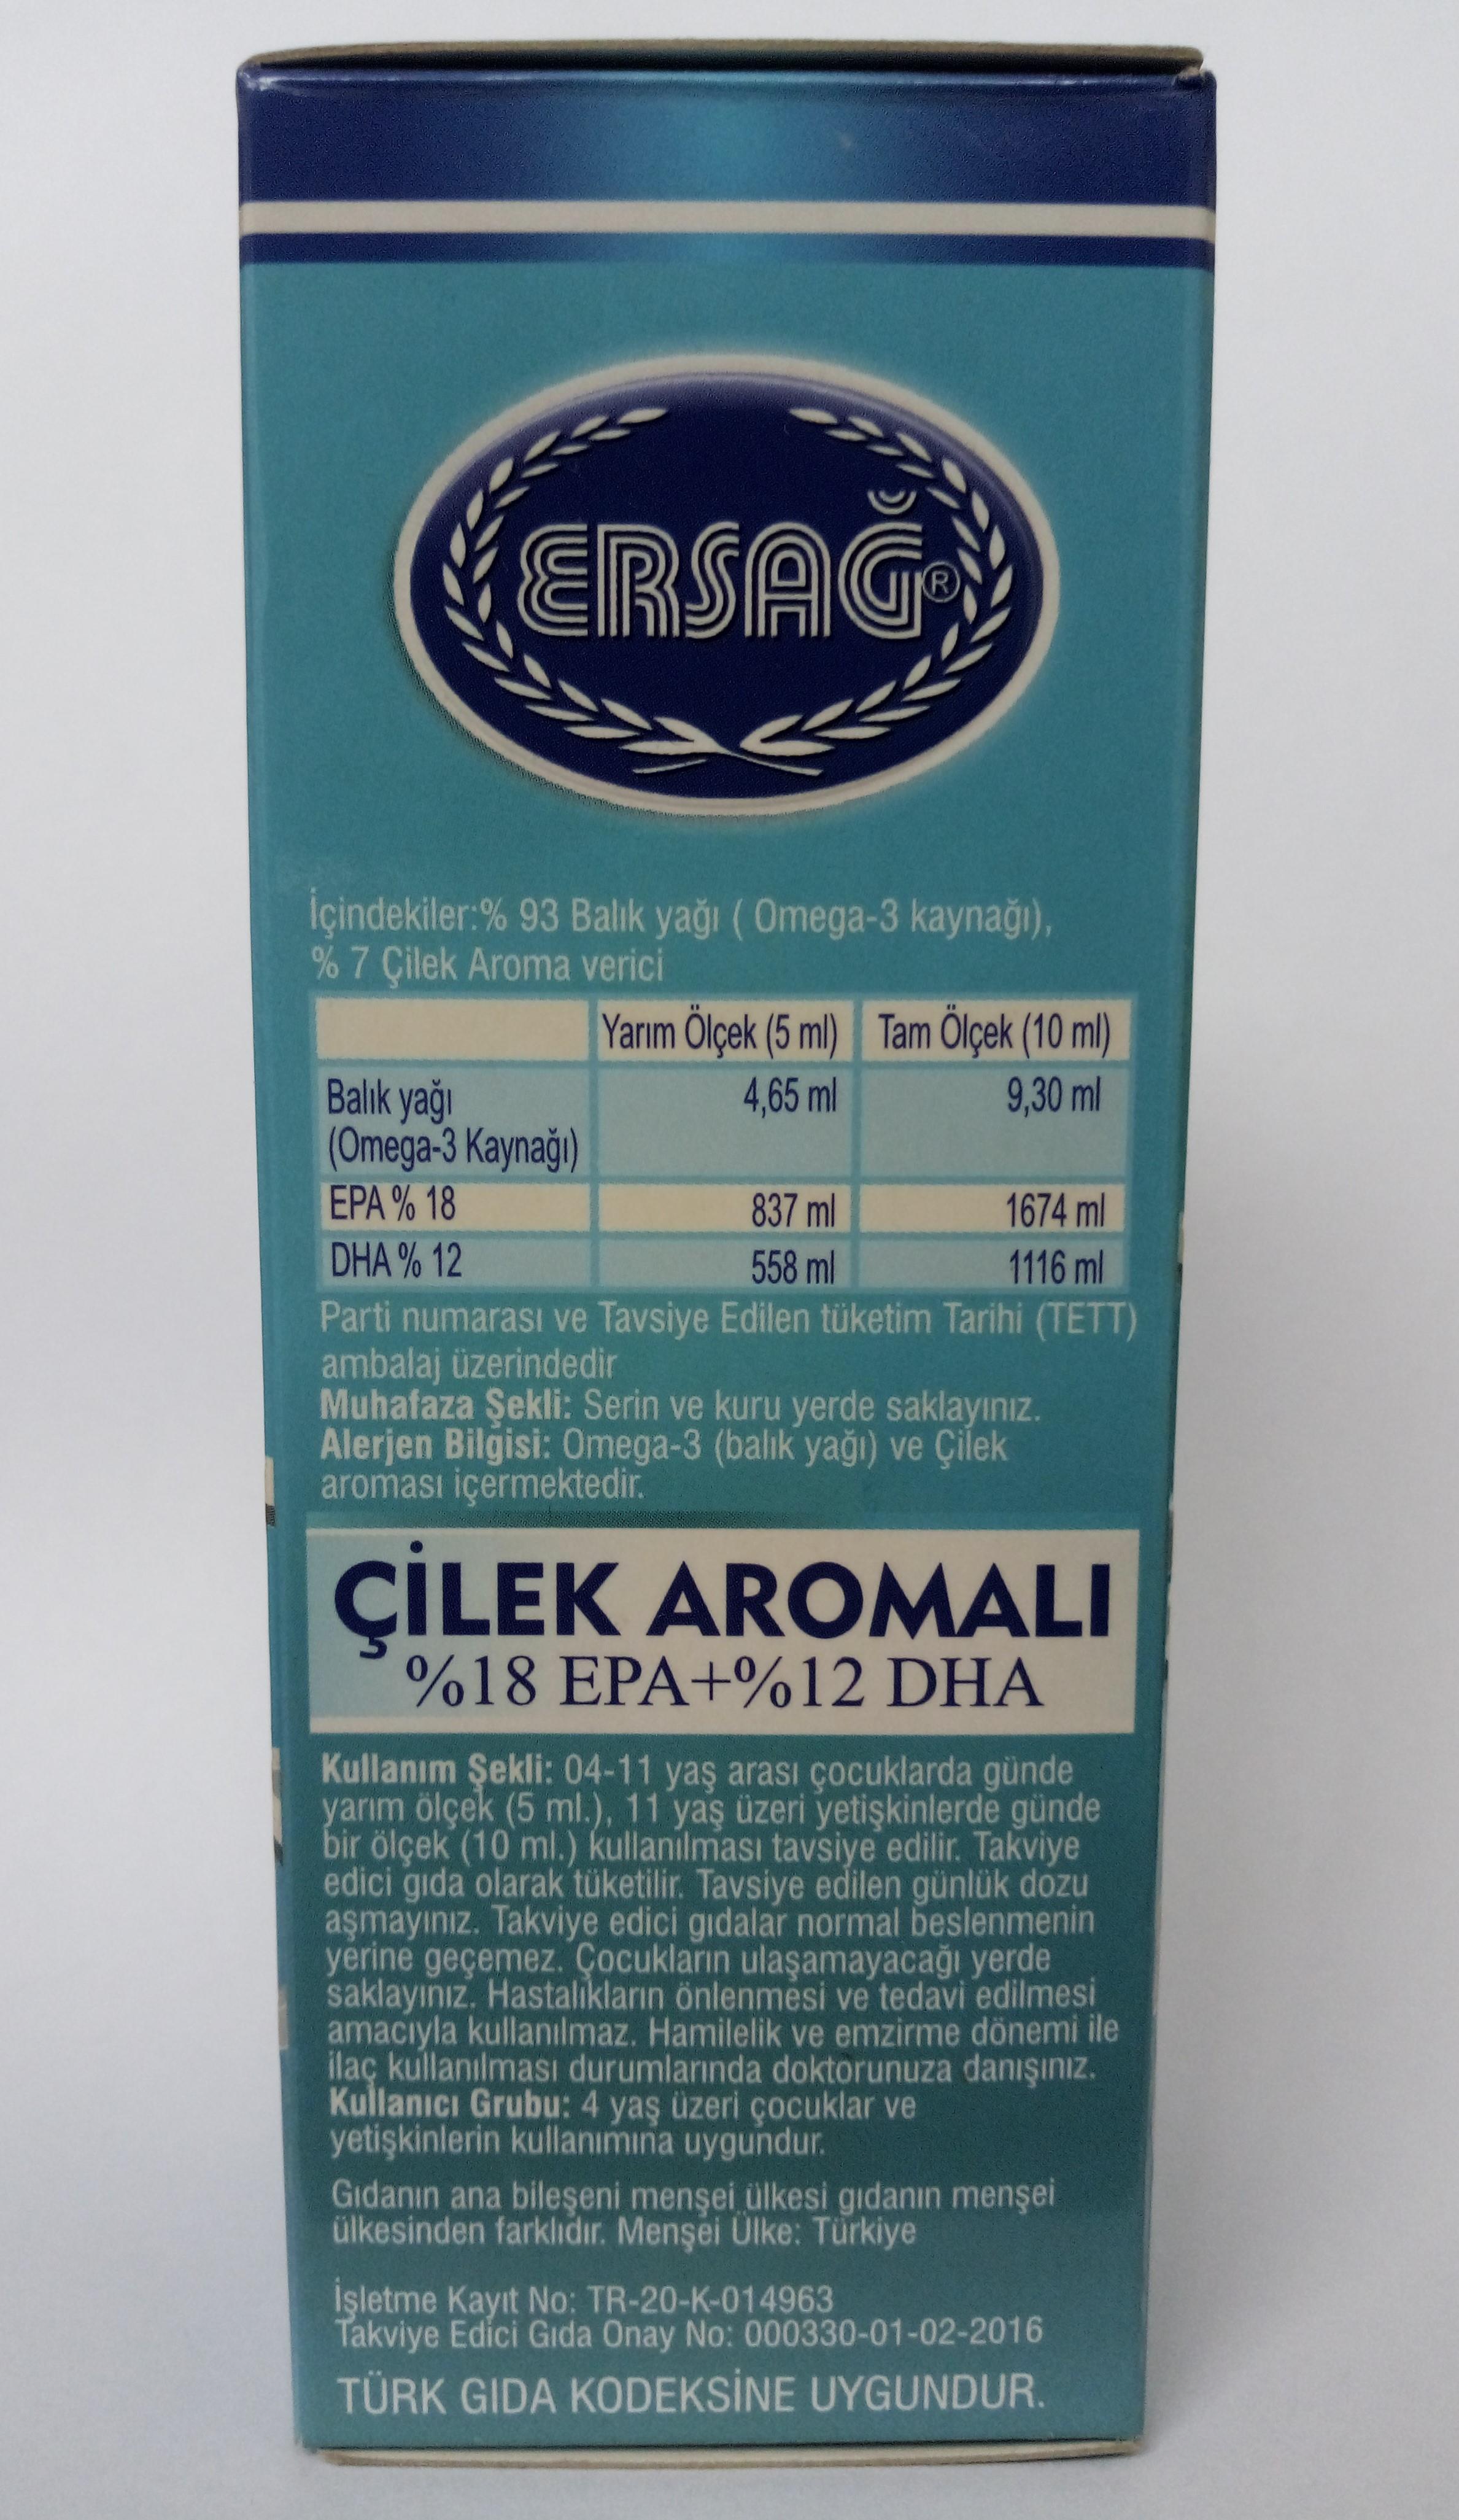 ERSAĞ®
İçindekiler:% 93 Balık yağı ( Omega-3 kaynağı),
% 7 Çilek Aroma verici
Yarım Ölçek (5 ml) Tam Ölçek (10 ml)
Balık yağı 4,65 ml 9,30 ml
(Omega-3 Kaynağı)
EPA % 18 837 ml 1674 ml
DHA % 12 558 ml 1116 ml
Parti numarası ve Tavsiye Edilen tüketim Tarihi (TETT)
ambalaj üzerindedir
Muhafaza Şekli: Serin ve kuru yerde saklayınız.
Alerjen Bilgisi: Omega-3 (balık yağı) ve Çilek
aroması içermektedir.
ÇİLEK AROMALI
%18 EPA+%12 DHA
Kullanım Şekli: 04-11 yaş arası çocuklarda günde
yarım ölçek (5 ml.), 11 yaş üzeri yetişkinlerde günde
bir ölçek (10 ml.) kullanılması tavsiye edilir. Takviye
edici gıda olarak tüketilir. Tavsiye edilen günlük dozu
aşmayınız. Takviye edici gıdalar normal beslenmenin
yerine geçemez. Çocukların ulaşamayacağı yerde
saklayınız. Hastalıkların önlenmesi ve tedavi edilmesi
amacıyla kullanılmaz. Hamilelik ve emzirme dönemi ile
ilaç kullanılması durumlarında doktorunuza danışınız.
Kullanıcı Grubu: 4 yaş üzeri çocuklar ve
yetişkinlerin kullanımına uygundur.
Gıdanın ana bileşeni menşei ülkesi gıdanın menşei
ülkesinden farklıdır. Menşei Ülke: Türkiye
İşletme Kayıt No: TR-20-K-014963
Takviye Edici Gıda Onay No: 000330-01-02-2016
TÜRK GIDA KODEKSİNE UYGUNDUR.